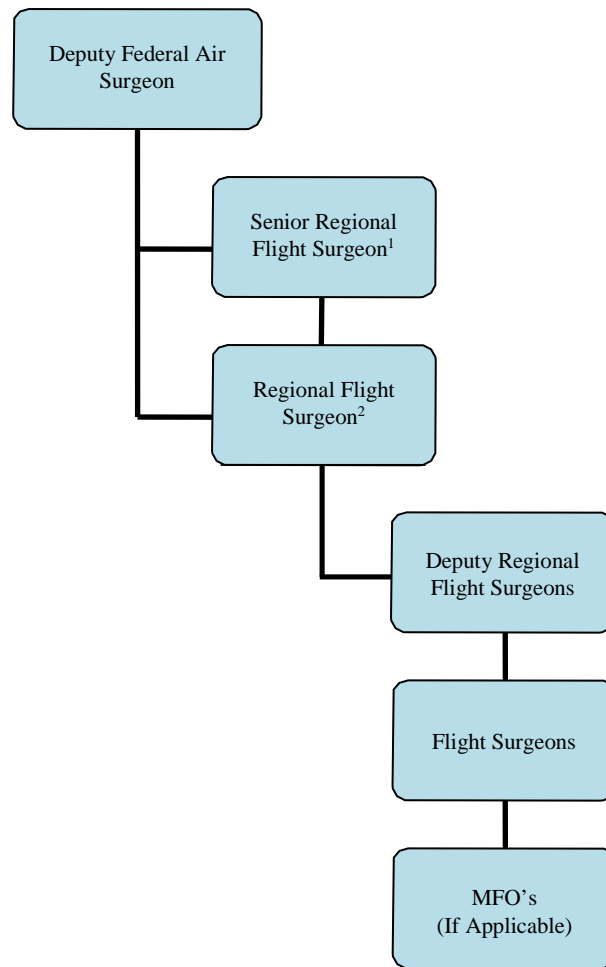 Deputy Federal Air
Surgeon
Senior Regional
Flight Surgeon¹
Regional Flight
Surgeon²
Deputy Regional
Flight Surgeons
Flight Surgeons
MFO’s
(If Applicable)